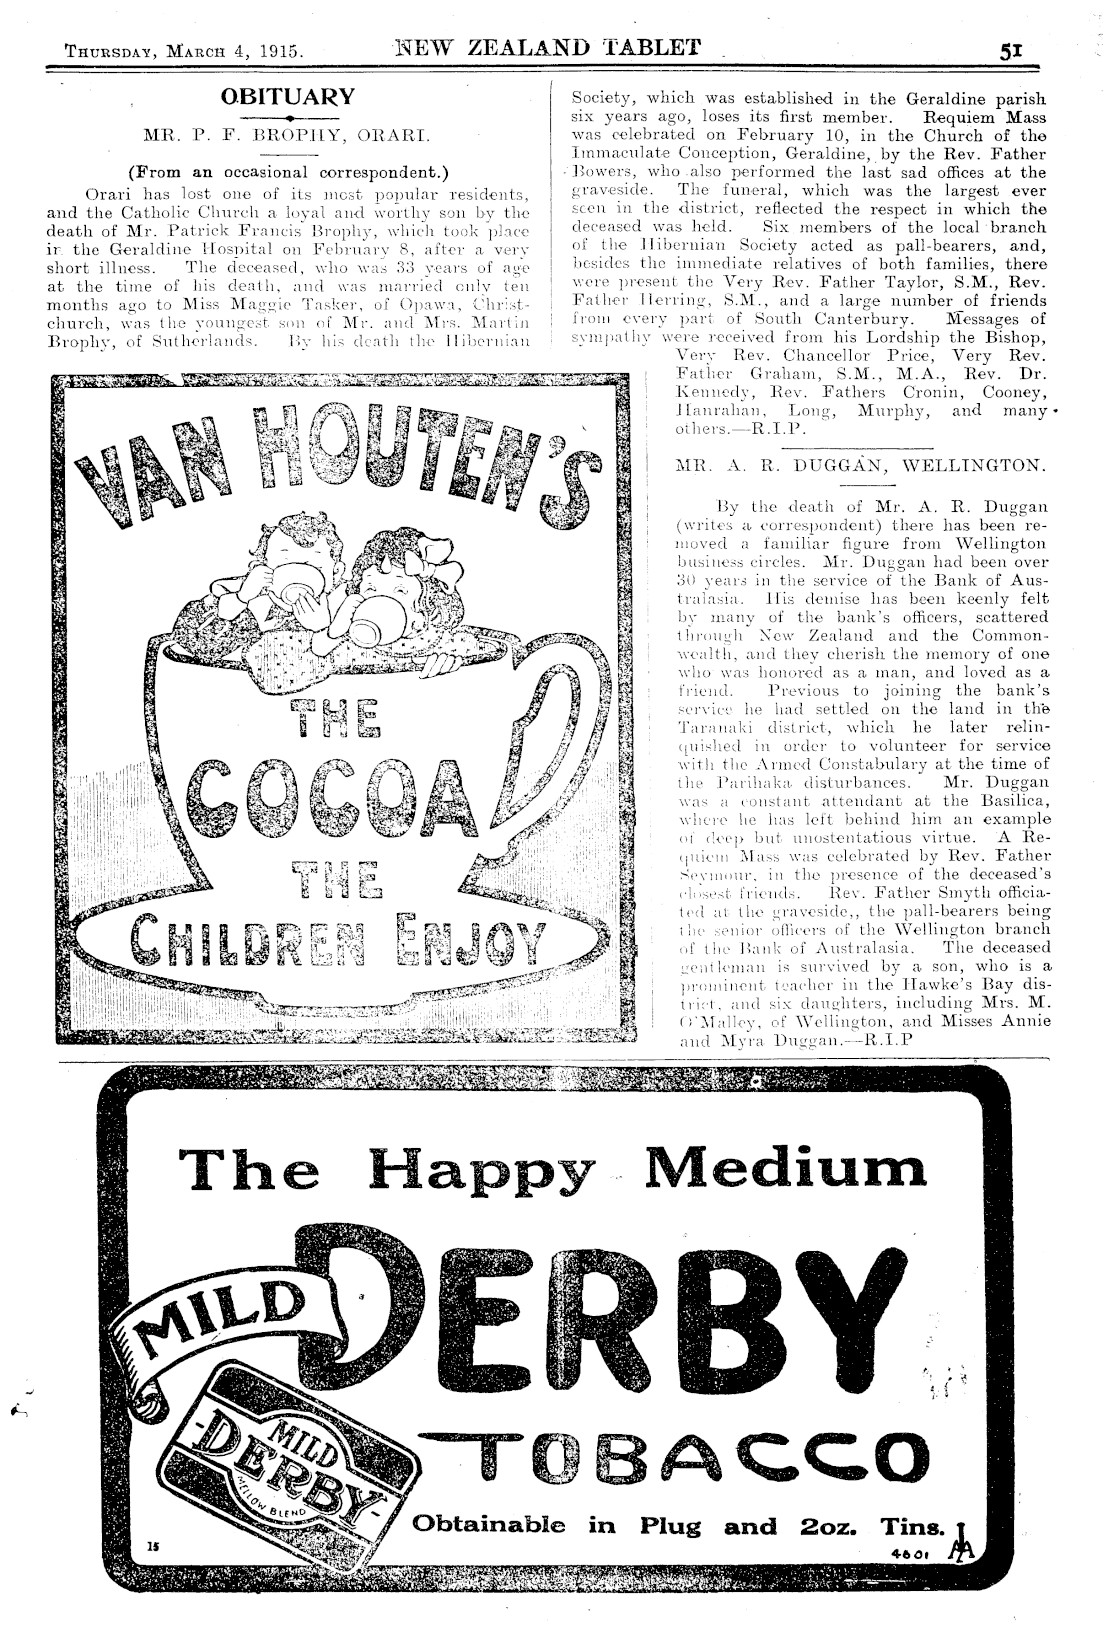 THURSDAY, MARCH 4, 1915. NEW ZEALAND TABLET 51
OBITUARY
MR. P. F. BROPHY, ORARI.
(From an occasional correspondent.)
Orari has lost one of its most popular residents,
and the Catholic Church a loyal and worthy son by the
death of Mr. Patrick Francis Brophy, which took place
in the Geraldine Hospital on February 8, after a very
short illness. The deceased, who was 33 years of age
at the time of his death, and was married only ten
months ago to Miss Maggie Tasker, of Opawa, Christ-
church, was the youngest son of Mr. and Mrs. Martin
Brophy, of Sutherlands. By his death the Hibernian
Society, which was established in the Geraldine parish
six years ago, loses its first member. Requiem Mass
was celebrated on February 10, in the Church of the
Immaculate Conception, Geraldine, by the Rev. Father
Bowers, who also performed the last sad offices at the
graveside. The funeral, which was the largest ever
seen in the district, reflected the respect in which the
deceased was held. Six members of the local branch
of the Hibernian Society acted as pall-bearers, and,
besides the immediate relatives of both families, there
were present the Very Rev. Father Taylor, S.M., Rev.
Father Herring, S.M., and a large number of friends
from every part of South Canterbury. Messages of
sympathy were received from his Lordship the Bishop,
Very Rev. Chancellor Price, Very Rev.
Father Graham, S.M., M.A., Rev. Dr.
Kennedy, Rev. Fathers Cronin, Cooney,
Hanrahan, Long, Murphy, and many
others.—R.I.P.
MR. A. R. DUGGAN, WELLINGTON.
By the death of Mr. A. R. Duggan
(writes a correspondent) there has been re-
moved a familiar figure from Wellington
business circles. Mr. Duggan had been over
30 years in the service of the Bank of Aus-
tralasia. His demise has been keenly felt
by many of the bank's officers, scattered
through New Zealand and the Common-
wealth, and they cherish the memory of one
who was honored as a man, and loved as a
friend. Previous to joining the bank's
service he had settled on the land in the
Taranaki district, which he later relin-
quished in order to volunteer for service
with the Armed Constabulary at the time of
the Parihaka disturbances. Mr. Duggan
was a constant attendant at the Basilica,
where he has left behind him an example
of deep but unostentatious virtue. A Re-
quiem Mass was celebrated by Rev. Father
Seymour, in the presence of the deceased's
closest friends. Rev. Father Smyth officia-
ted at the graveside,, the pall-bearers being
the senior officers of the Wellington branch
of the Bank of Australasia. The deceased
gentleman is survived by a son, who is a
prominent teacher in the Hawke's Bay dis-
trict, and six daughters, including Mrs. M.
O'Malley, of Wellington, and Misses Annie
and Myra Duggan.—R.I.P
VAN HOUTEN'S
THE
COCOA
THE
CHILDREN ENJOY
The Happy Medium
MILD DERBY
TOBACCO
MILD
DERBY
MELLOW BLEND
Obtainable in Plug and 2oz. Tins.
15
4601